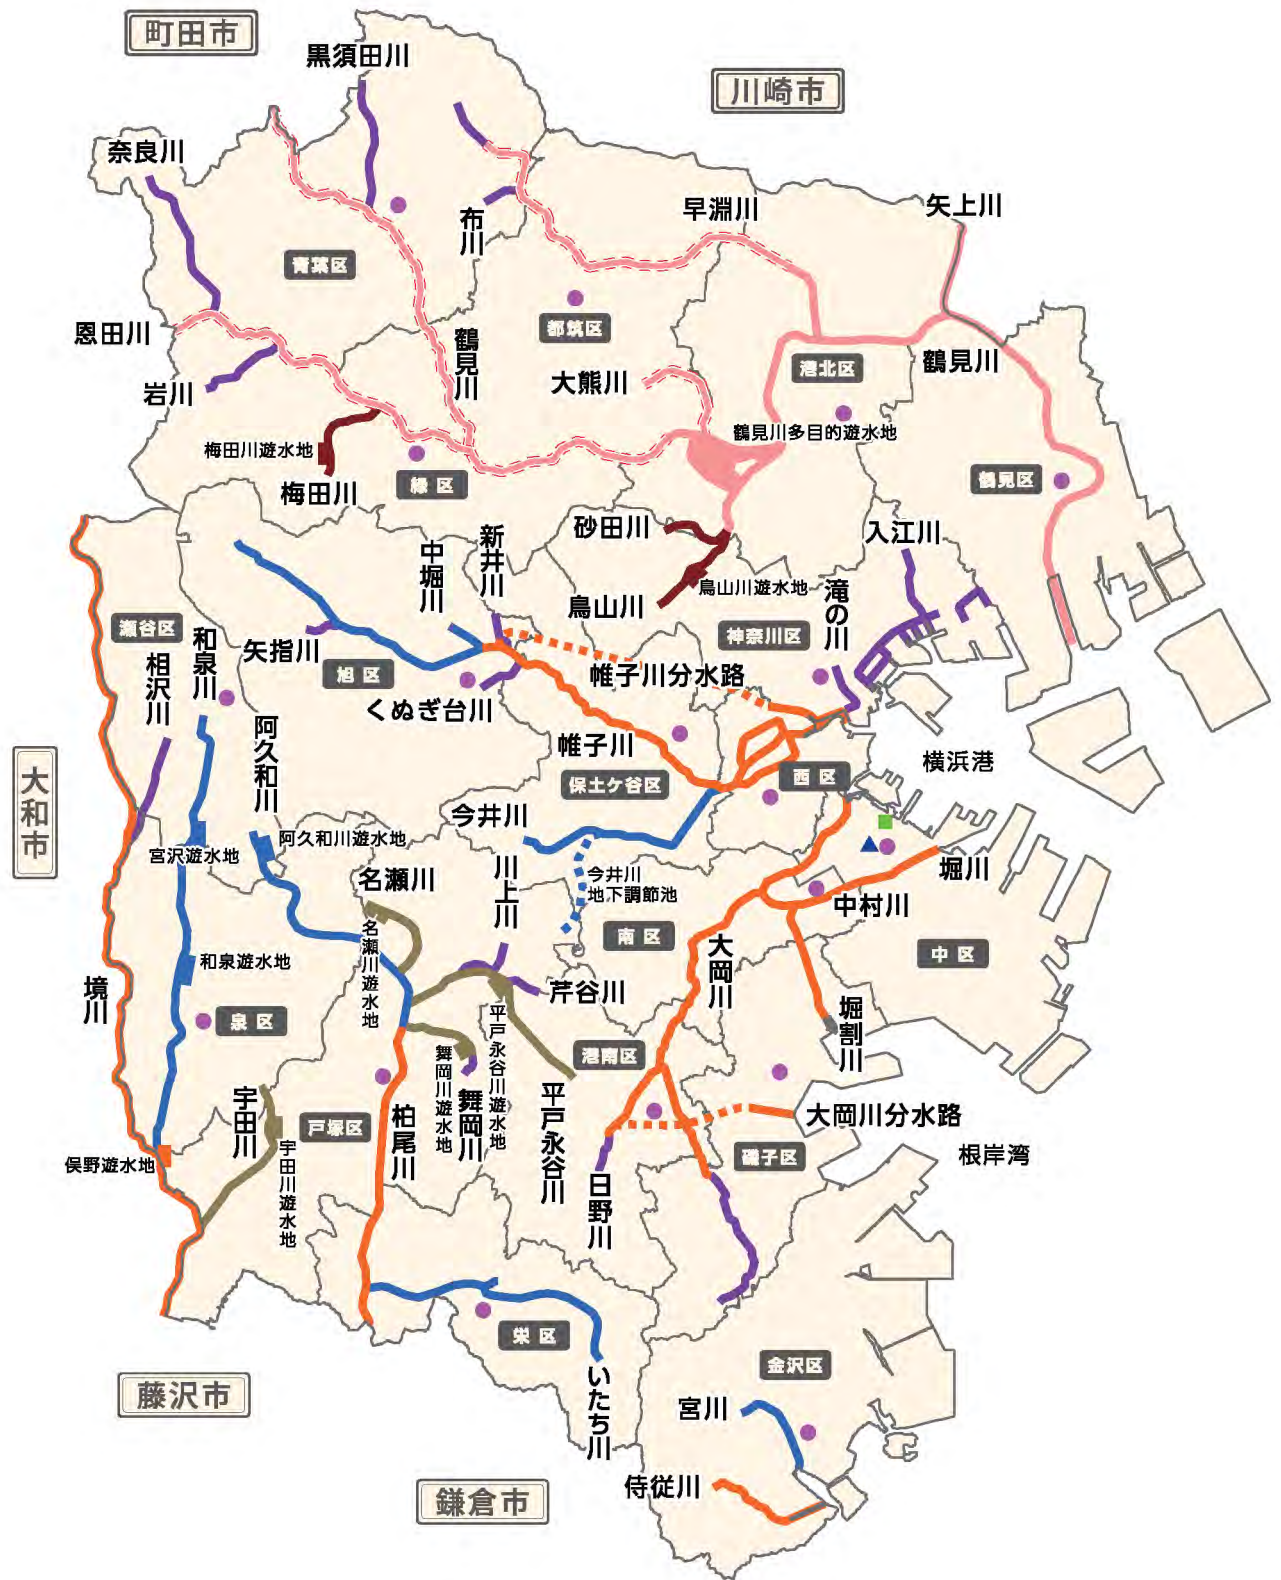 町田市
黒須田川
川崎市
奈良川
布川
早淵川
矢上川
青葉区
都筑区
恩田川
鶴見川
港北区
鶴見川
岩川
大熊川
鶴見川多目的遊水地
梅田川遊水地
緑区
鶴見区
梅田川
砂田川
入江川
新井川
中堀川
鳥山川遊水地
鳥山川
滝の川
瀬谷区
和泉川
矢指川
神奈川区
相沢川
旭区
帷子川分水路
くぬぎ台川
阿久和川
帷子川
横浜港
大和市
保土ケ谷区
西区
今井川
阿久和川遊水地
宮沢遊水地
川上川
名瀬川
今井川
地下調節池
堀川
中村川
名瀬川遊水地
南区
大岡川
中区
和泉遊水地
境川
芹谷川
堀割川
泉区
平戸永谷川遊水地
舞岡川遊水地
港南区
宇田川
舞岡川
平戸永谷川
柏尾川
戸塚区
大岡川分水路
宇田川遊水地
俣野遊水地
磯子区
根岸湾
日野川
栄区
いたち川
金沢区
藤沢市
宮川
侍従川
鎌倉市